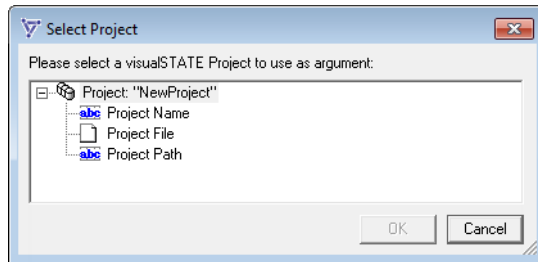 Select Project
Please select a visualSTATE Project to use as argument:
Project: "NewProject"
abc Project Name
Project File
abc Project Path
OK Cancel